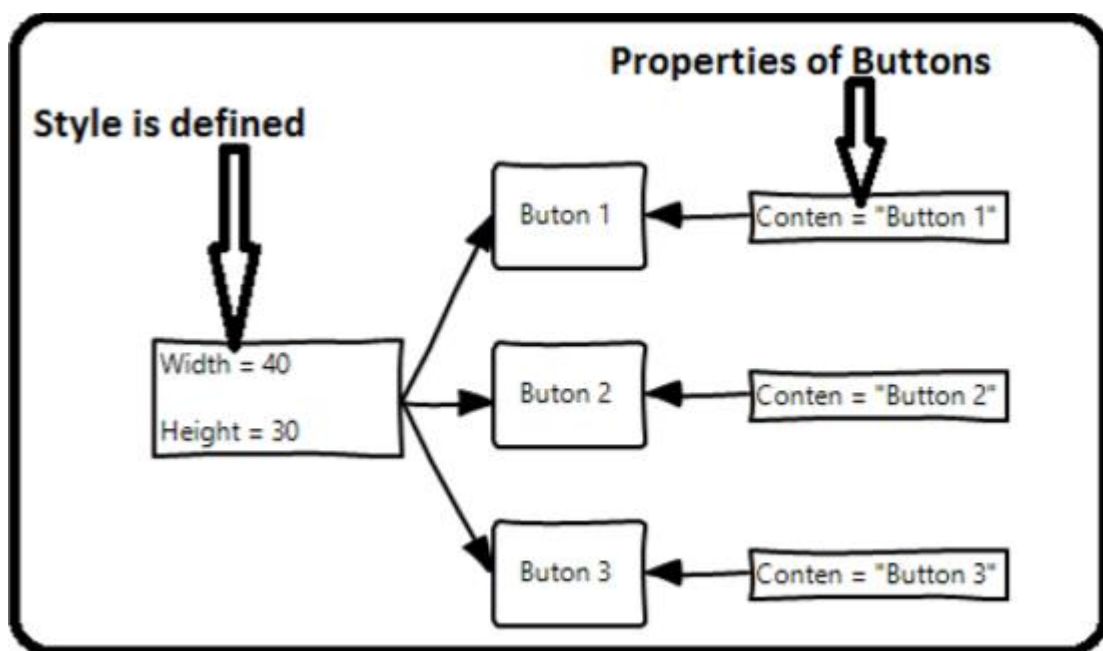 Properties of Buttons
Style is defined
Buton 1
Conten = "Button 1"
Width = 40
Height = 30
Buton 2
Conten = "Button 2"
Buton 3
Conten = "Button 3"